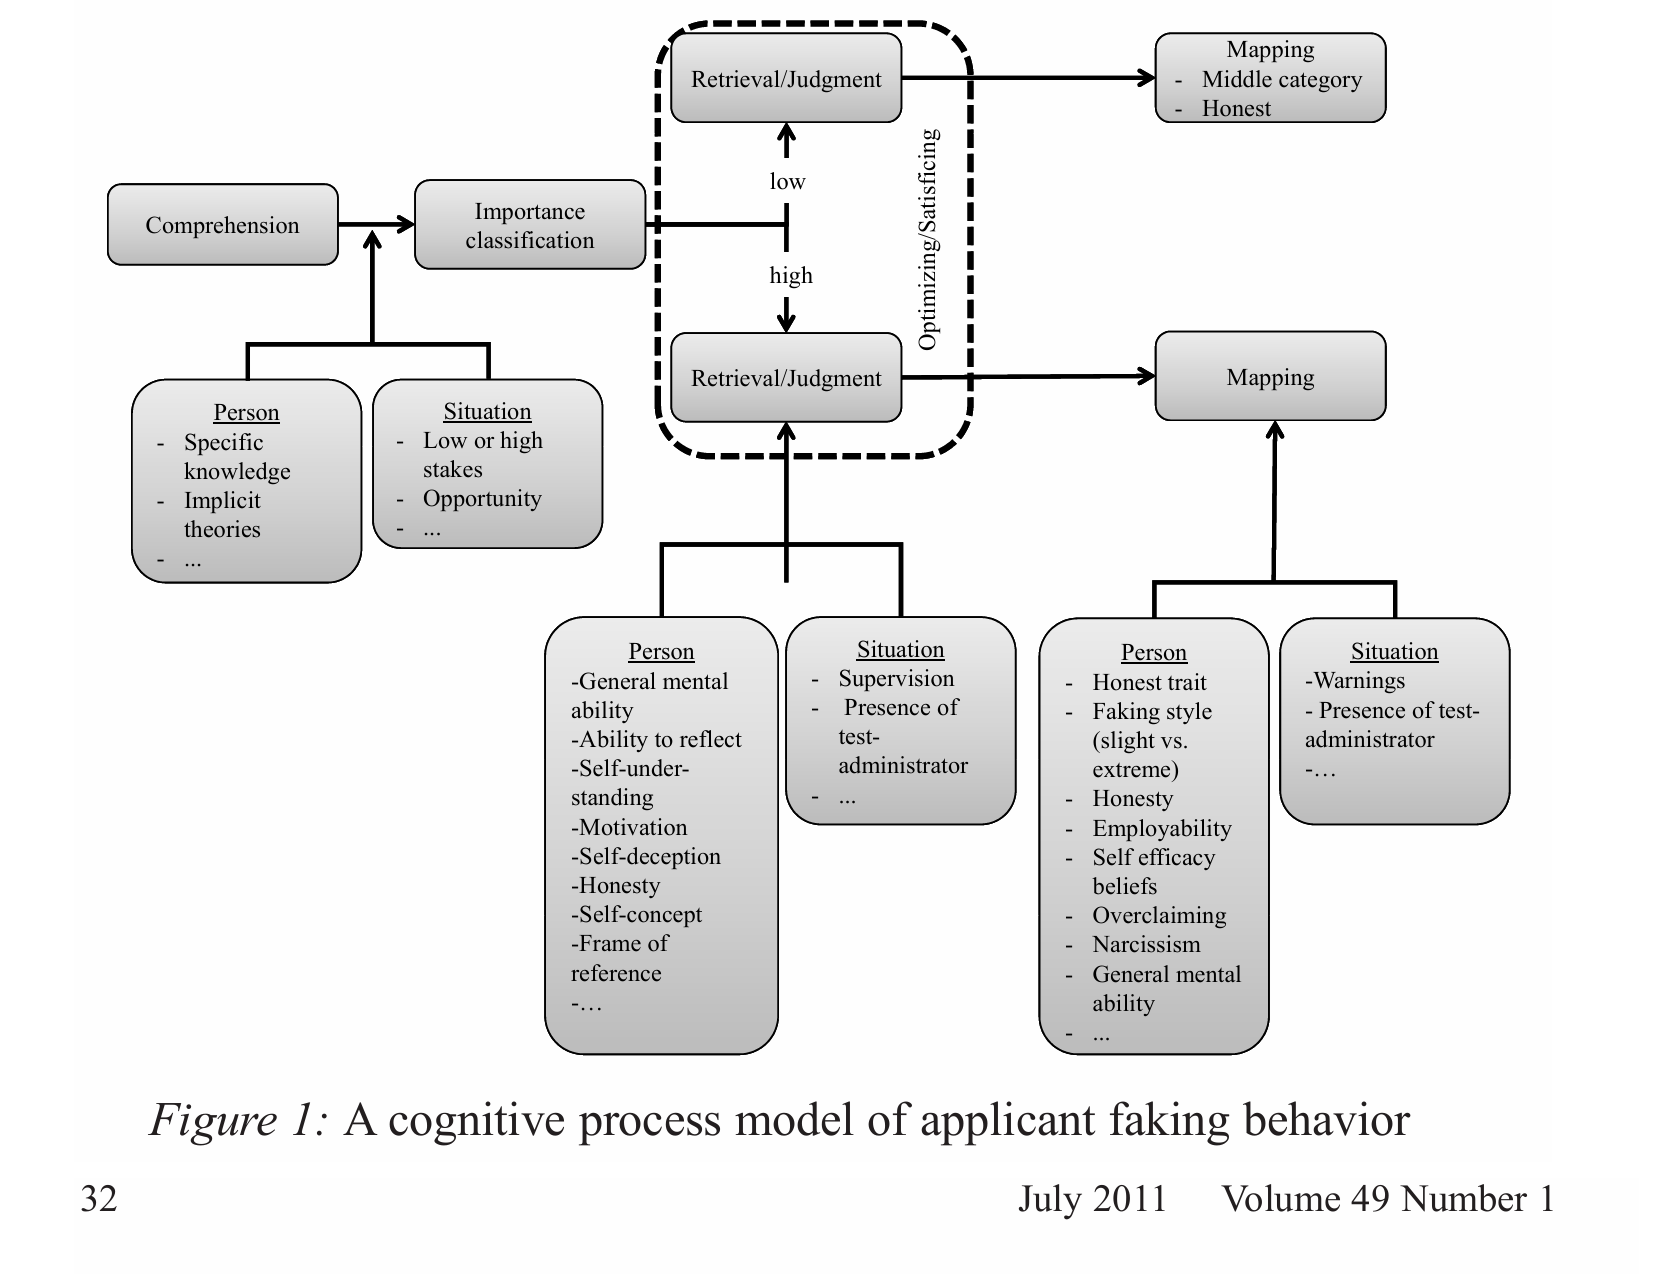 Retrieval/Judgment
Mapping
- Middle category
- Honest
low
Optimizing/Satisficing
Comprehension
Importance
classification
high
Retrieval/Judgment
Mapping
Person
- Specific
knowledge
- Implicit
theories
- ...
Situation
- Low or high
stakes
- Opportunity
- ...
Person
-General mental
ability
-Ability to reflect
-Self-under-
standing
-Motivation
-Self-deception
-Honesty
-Self-concept
-Frame of
reference
-…
Situation
- Supervision
- Presence of
test-
administrator
- ...
Person
- Honest trait
- Faking style
(slight vs.
extreme)
- Honesty
- Employability
- Self efficacy
beliefs
- Overclaiming
- Narcissism
- General mental
ability
- ...
Situation
-Warnings
- Presence of test-
administrator
-…
Figure 1: A cognitive process model of applicant faking behavior
32 July 2011 Volume 49 Number 1